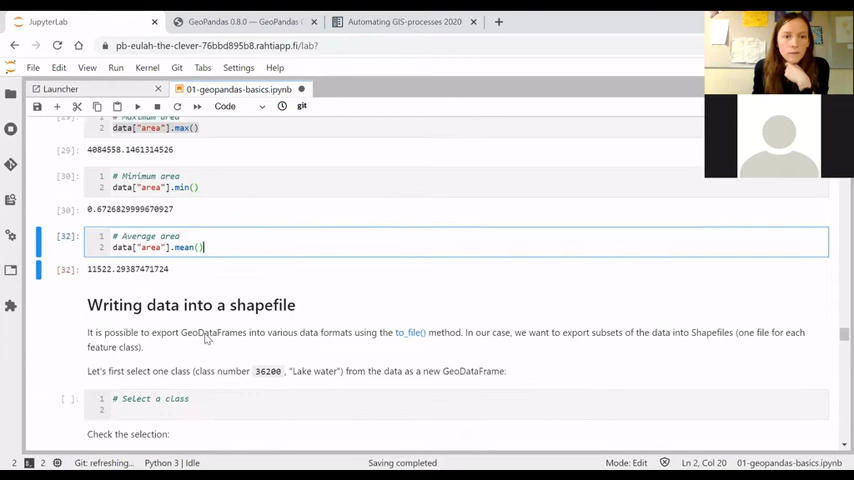 JupyterLab
GeoPandas 0.8.0 — GeoPandas
Automating GIS-processes 2020
pb-eulah-the-clever-76bbd895b8.rahtiapp.fi/lab?
File Edit View Run Kernel Git Tabs Settings Help
Launcher
01-geopandas-basics.ipynb
Code
git
[29]:
1 # Maximum area
2 data["area"].max()
[29]: 4084558.1461314526
[30]: 1 # Minimum area
2 data["area"].min()
[30]: 0.6726829999670927
[32]: 1 # Average area
2 data["area"].mean()
[32]: 11522.29387471724
Writing data into a shapefile
It is possible to export GeoDataFrames into various data formats using the to_file() method. In our case, we want to export subsets of the data into Shapefiles (one file for each
feature class).
Let's first select one class (class number 36200, "Lake water") from the data as a new GeoDataFrame:
[ ]: 1 # Select a class
2
Check the selection:
2 2 Git: refreshing... Python 3 | Idle Saving completed Mode: Edit Ln 2, Col 20 01-geopandas-basics.ipynb